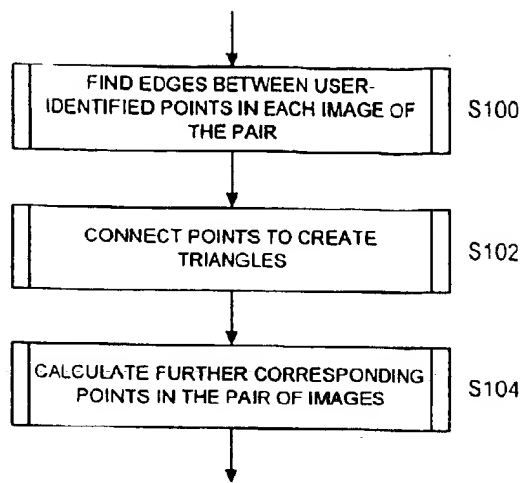 FIND EDGES BETWEEN USER-
IDENTIFIED POINTS IN EACH IMAGE OF
THE PAIR
S100
CONNECT POINTS TO CREATE
TRIANGLES
S102
CALCULATE FURTHER CORRESPONDING
POINTS IN THE PAIR OF IMAGES
S104